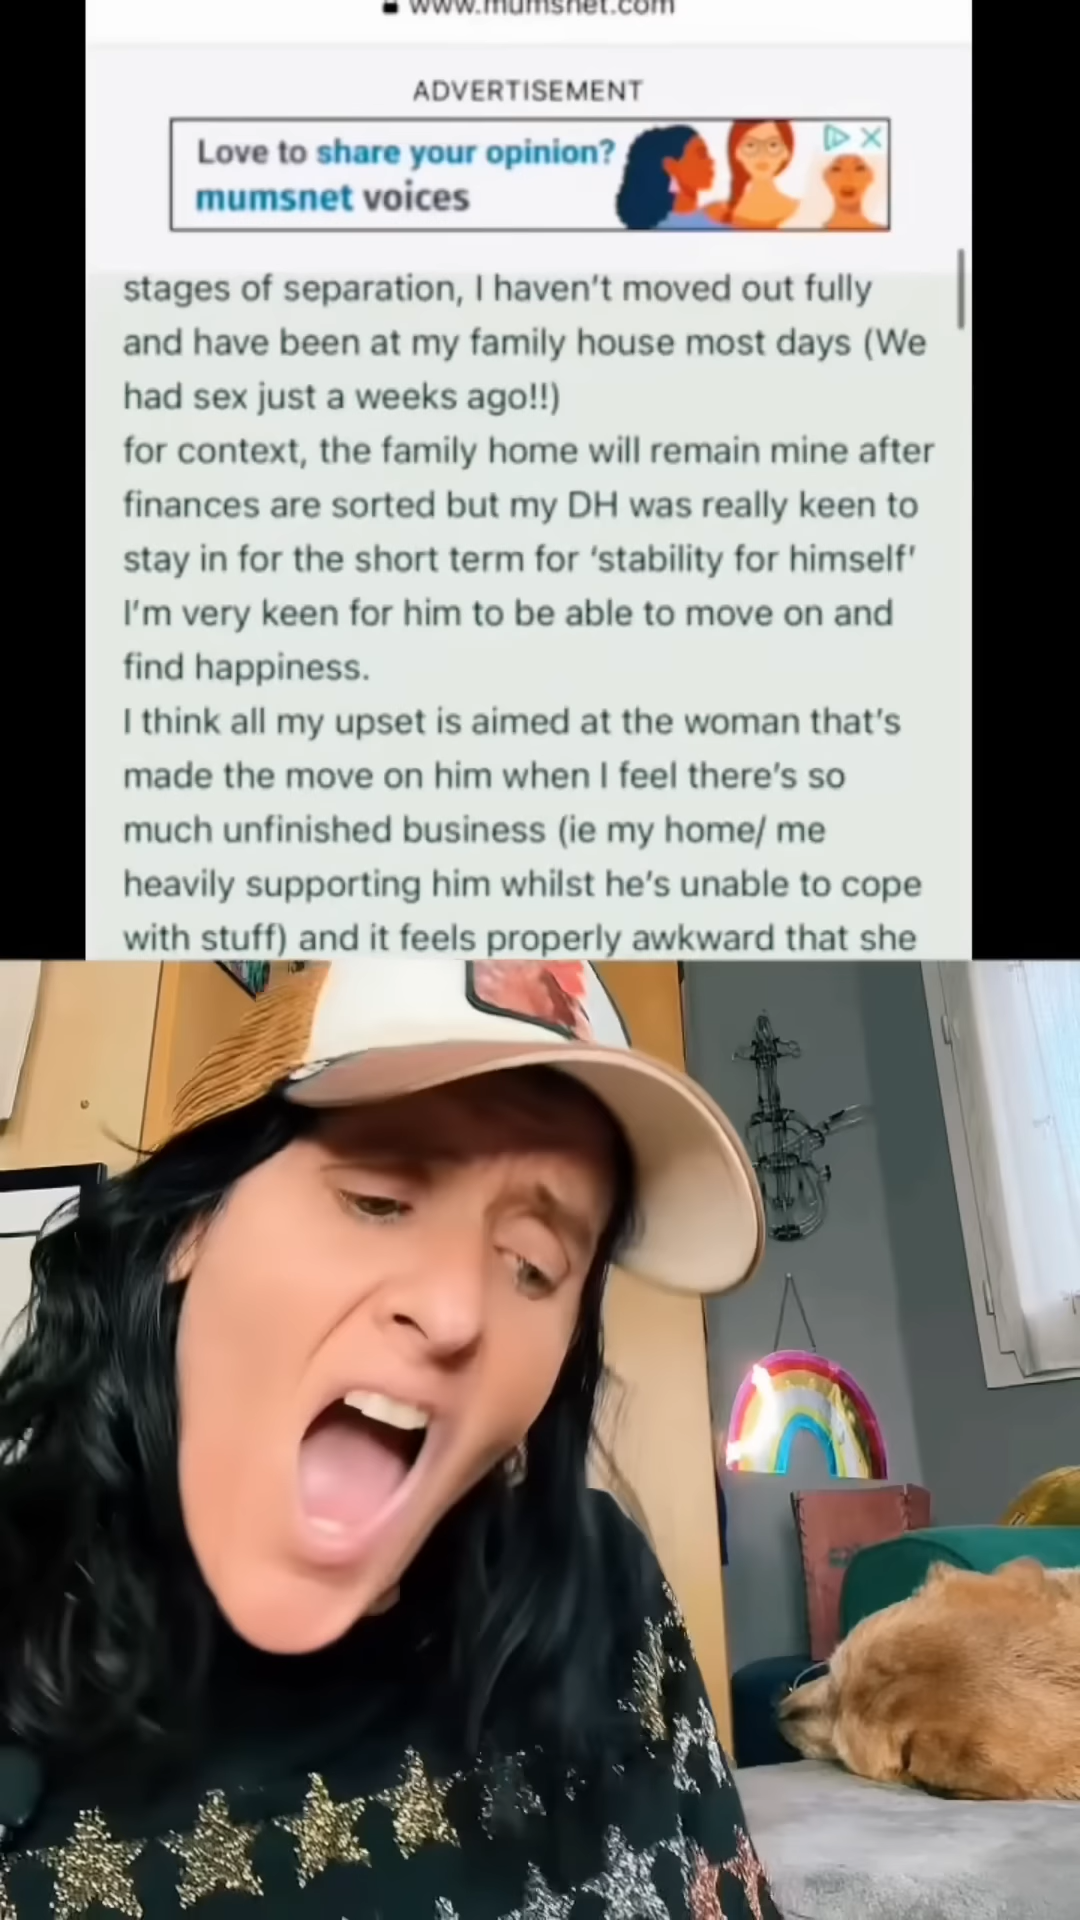 www.mumsnet.com
ADVERTISEMENT
Love to share your opinion?
mumsnet voices
stages of separation, I haven't moved out fully
and have been at my family house most days (We
had sex just a weeks ago!!)
for context, the family home will remain mine after
finances are sorted but my DH was really keen to
stay in for the short term for 'stability for himself'
I'm very keen for him to be able to move on and
find happiness.
I think all my upset is aimed at the woman that's
made the move on him when I feel there's so
much unfinished business (ie my home/ me
heavily supporting him whilst he's unable to cope
with stuff) and it feels properly awkward that she